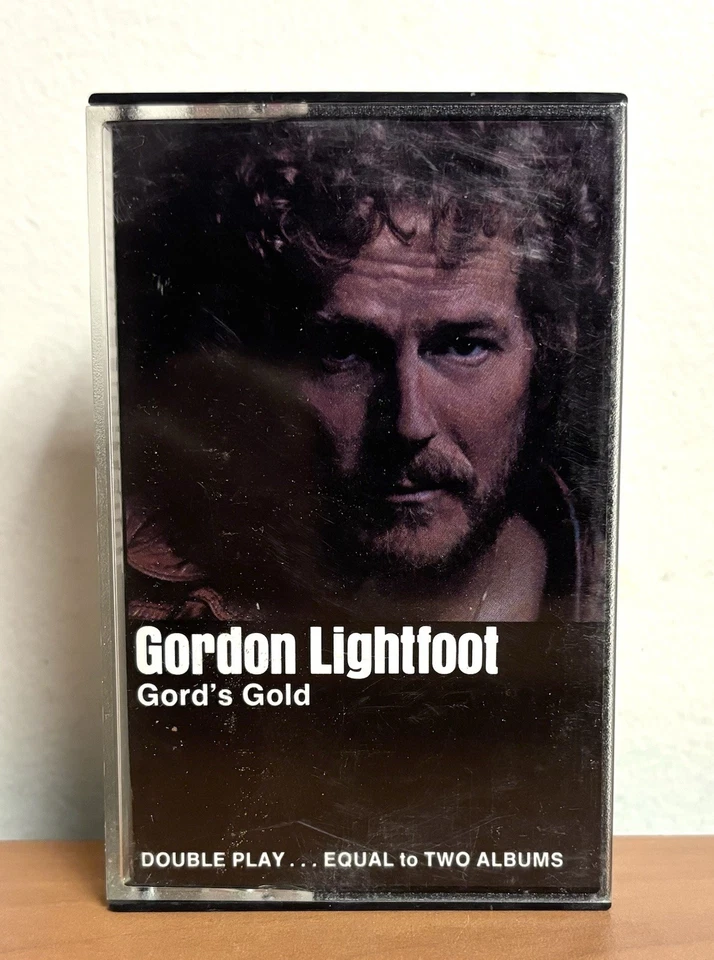 Gordon Lightfoot
Gord's Gold
DOUBLE PLAY... EQUAL to TWO ALBUMS